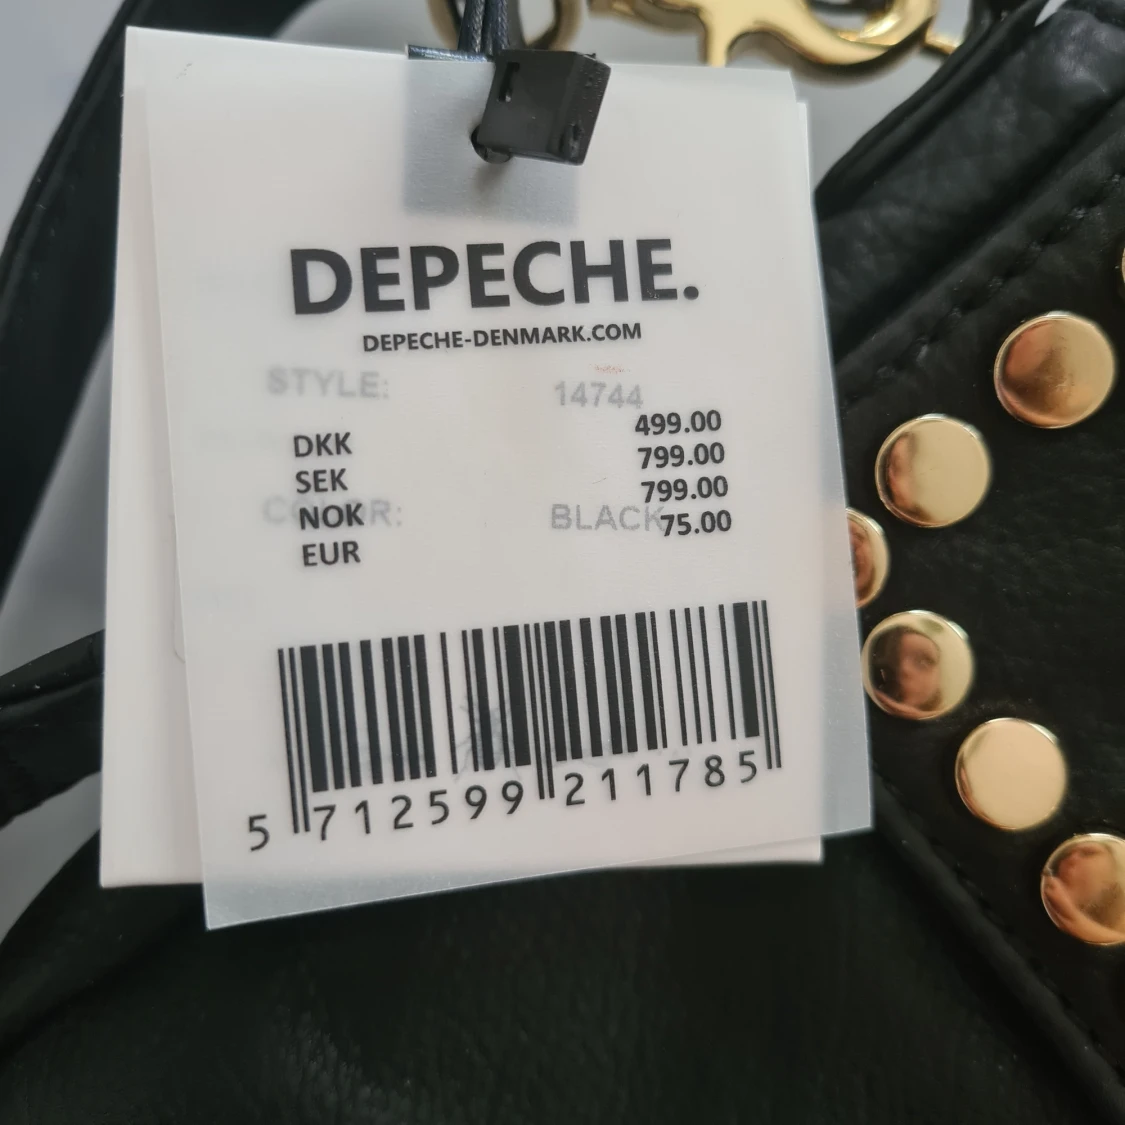 DEPECHE.
DEPECHE-DENMARK.COM
STYLE: 14744
DKK 499.00
SEK 799.00
NOK 799.00
EUR 75.00
COLOR: BLACK
5 712599 211785